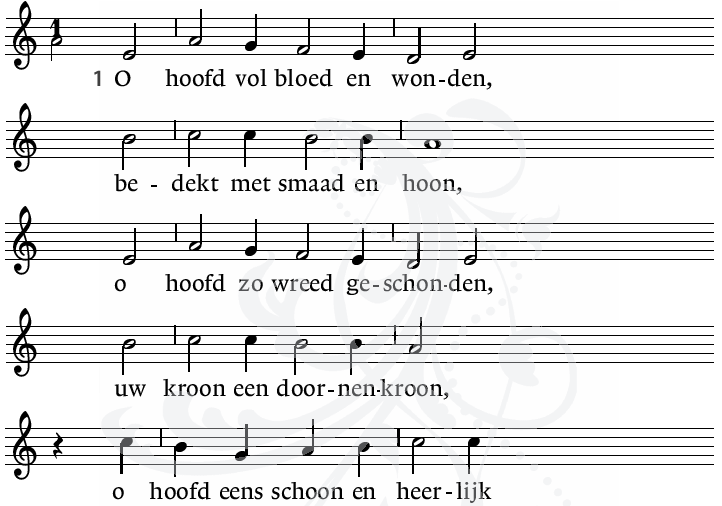 1 O hoofd vol bloed en won-den,
be - dekt met smaad en hoon,
o hoofd zo wreed ge-schon-den,
uw kroon een door-nen-kroon,
o hoofd eens schoon en heer-lijk